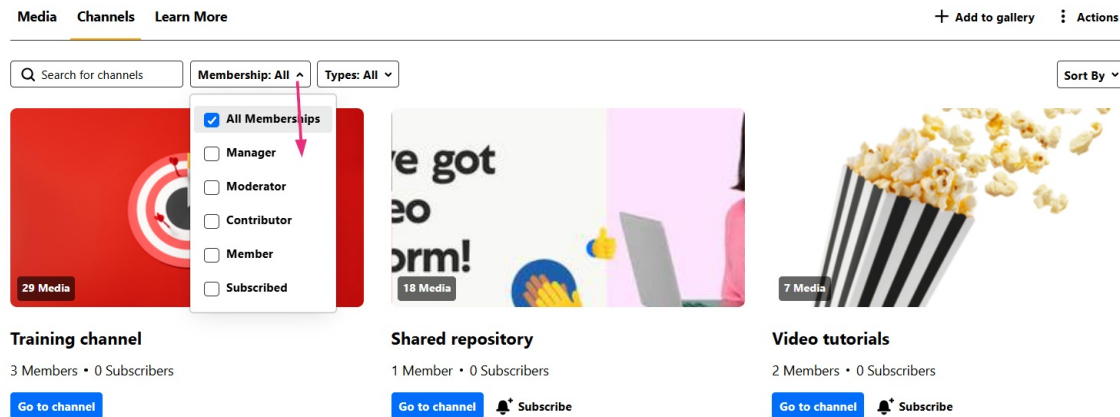 Media Channels Learn More Add to gallery Actions
Search for channels Membership: All Types: All Sort By
All Memberships
Manager
Moderator
Contributor
Member
Subscribed
've got
eo
orm!
29 Media 18 Media 7 Media
Training channel Shared repository Video tutorials
3 Members • 0 Subscribers 1 Member • 0 Subscribers 2 Members • 0 Subscribers
Go to channel Go to channel Subscribe Go to channel Subscribe